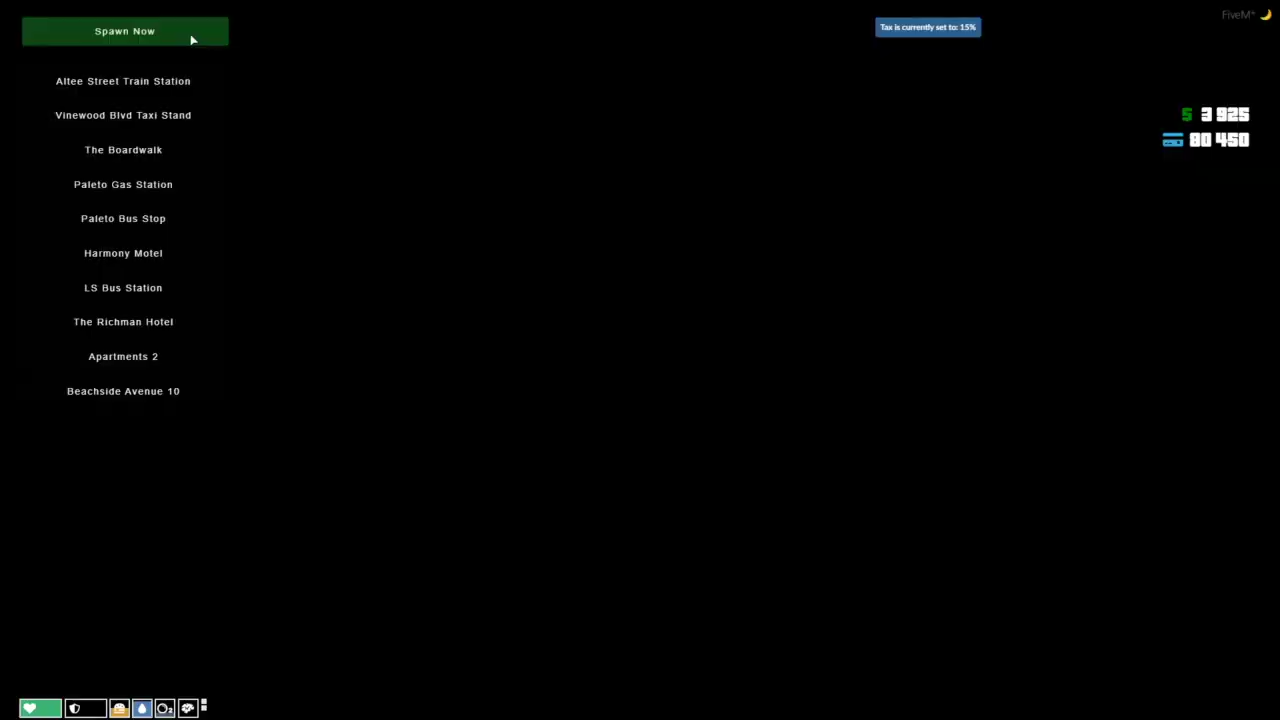 Spawn Now
Tax is currently set to: 15%
FiveM* 🌙
Altee Street Train Station
Vinewood Blvd Taxi Stand
The Boardwalk
Paleto Gas Station
Paleto Bus Stop
Harmony Motel
LS Bus Station
The Richman Hotel
Apartments 2
Beachside Avenue 10
$ 3 925
80 450
O2